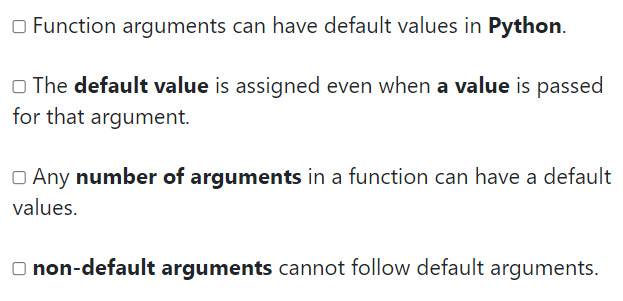 Function arguments can have default values in Python.
The default value is assigned even when a value is passed
for that argument.
Any number of arguments in a function can have a default
values.
non-default arguments cannot follow default arguments.